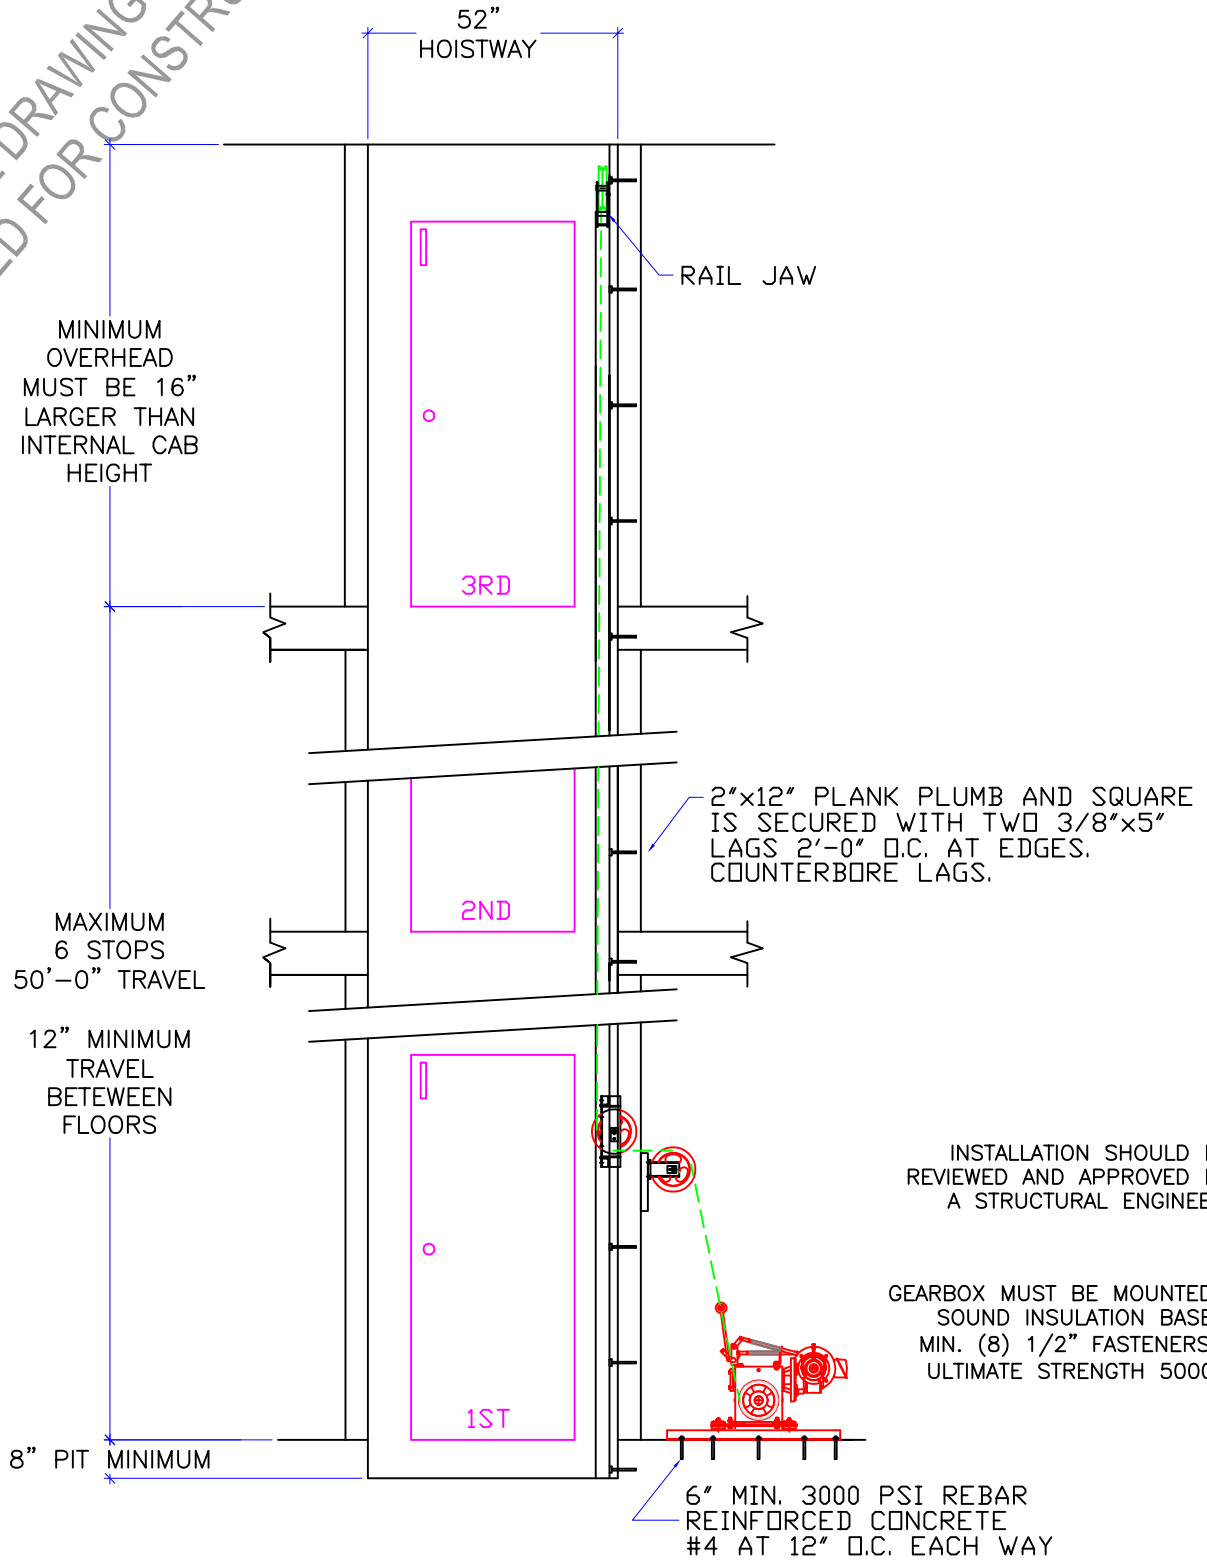 DRAWING
FOR CONSTRU
52”
HOISTWAY
RAIL JAW
MINIMUM
OVERHEAD
MUST BE 16”
LARGER THAN
INTERNAL CAB
HEIGHT
3RD
2”x12” PLANK PLUMB AND SQUARE
IS SECURED WITH TWO 3/8”x5”
LAGS 2'-0” O.C. AT EDGES.
COUNTERBORE LAGS.
2ND
MAXIMUM
6 STOPS
50'-0” TRAVEL
12” MINIMUM
TRAVEL
BETEWEEN
FLOORS
INSTALLATION SHOULD
REVIEWED AND APPROVED
A STRUCTURAL ENGINEE
GEARBOX MUST BE MOUNTED
SOUND INSULATION BASE
MIN. (8) 1/2” FASTENERS
ULTIMATE STRENGTH 5000
1ST
8” PIT MINIMUM
6” MIN. 3000 PSI REBAR
REINFORCED CONCRETE
#4 AT 12” O.C. EACH WAY